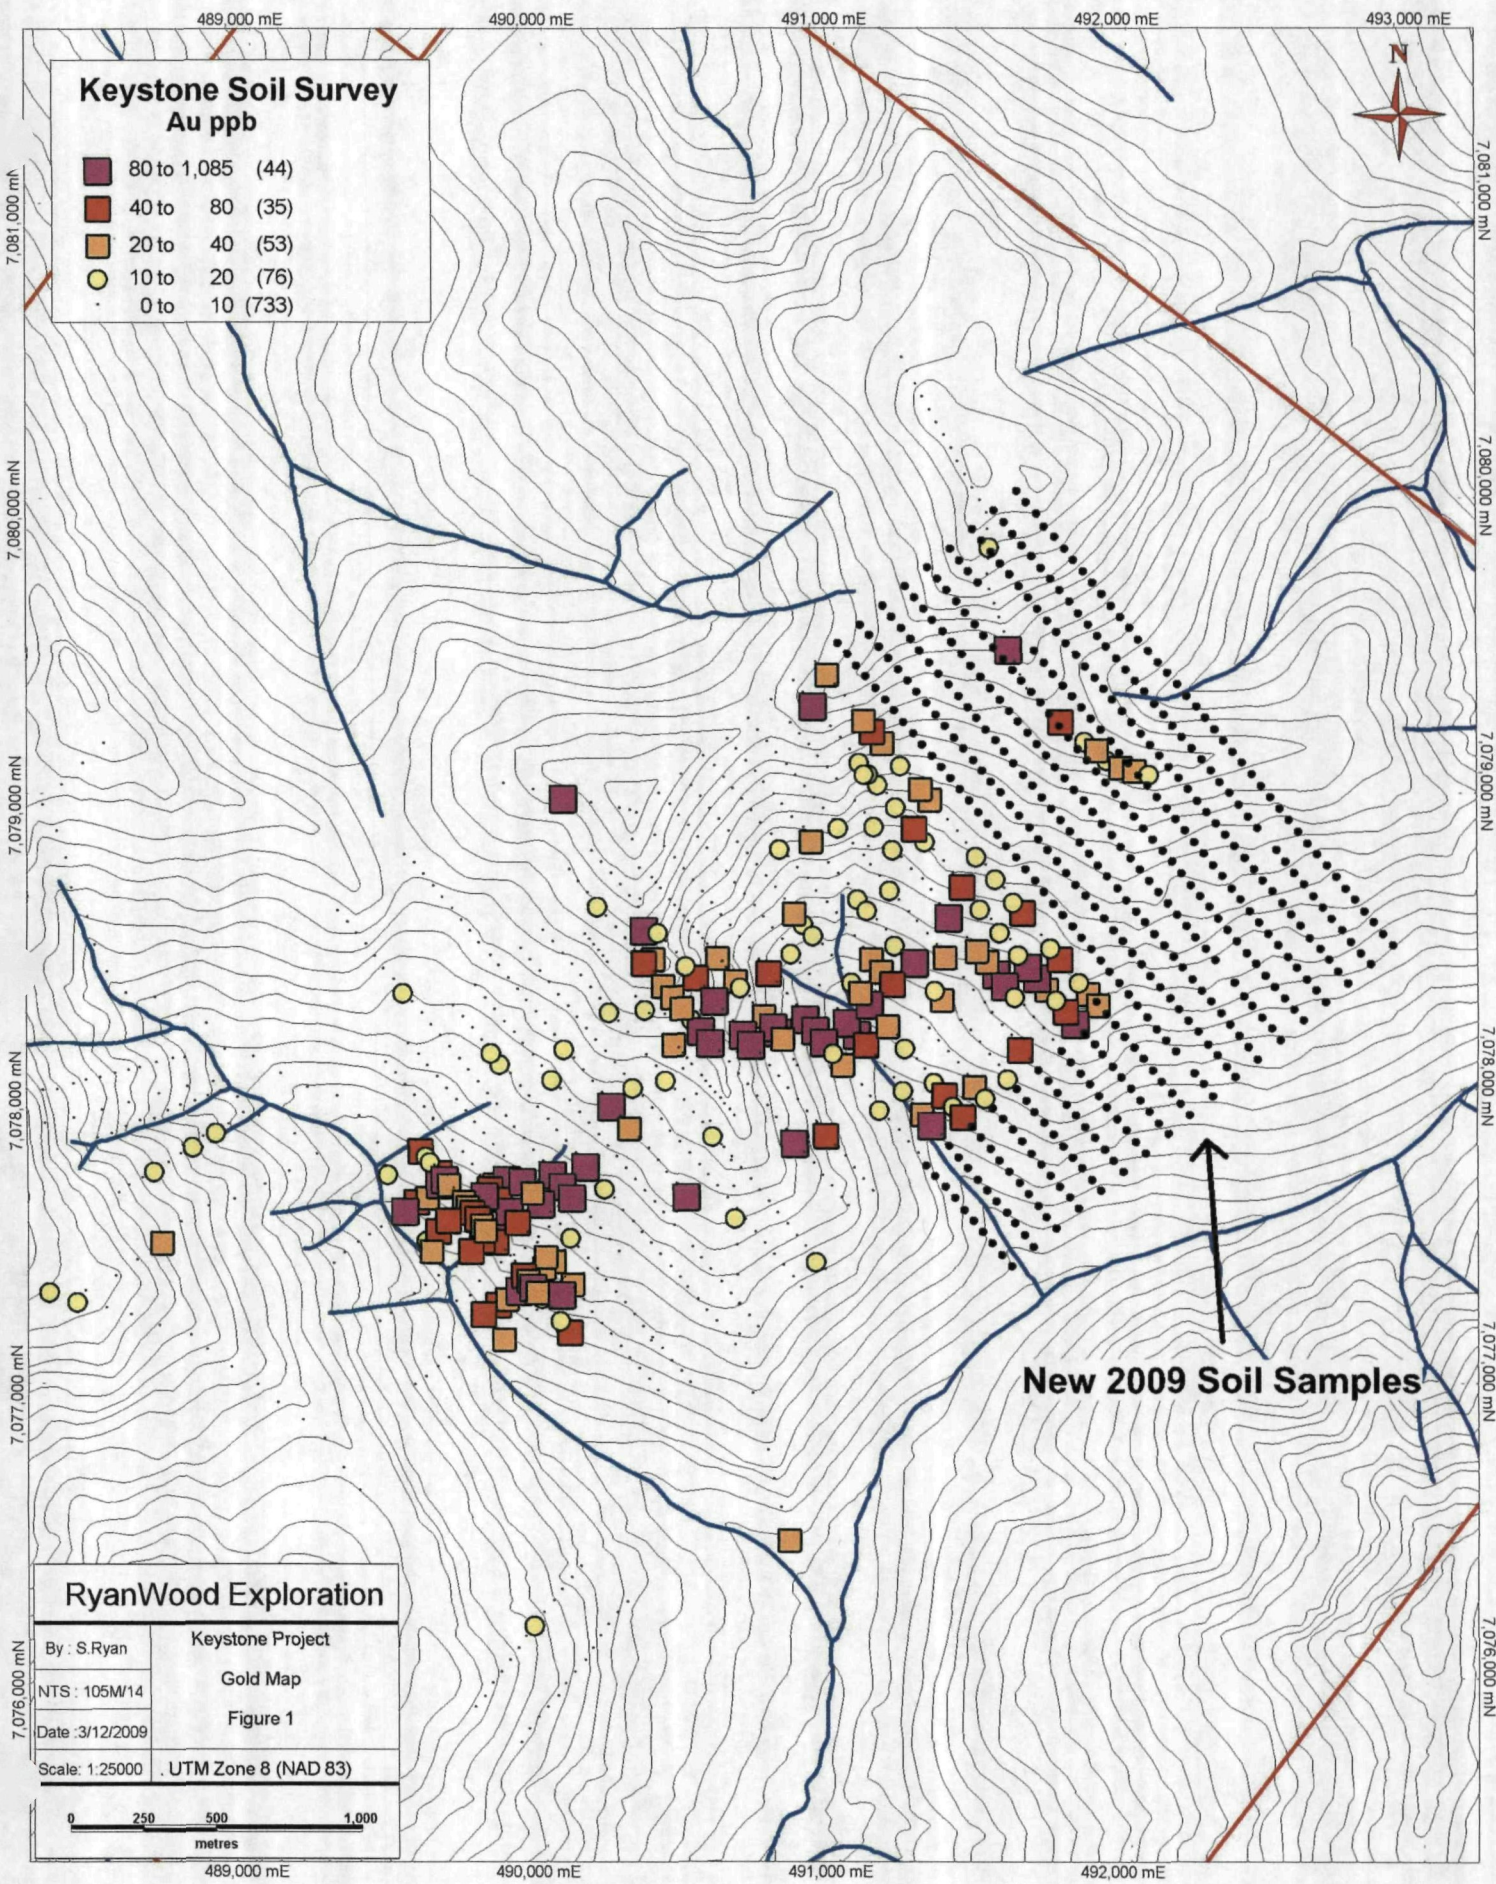 489,000 mE
490,000 mE
491,000 mE
492,000 mE
493,000 mE
N
Keystone Soil Survey
Au ppb
80 to 1,085 (44)
40 to 80 (35)
20 to 40 (53)
10 to 20 (76)
0 to 10 (733)
7,081,000 mN
7,081,000 mN
7,080,000 mN
7,080,000 mN
7,079,000 mN
7,079,000 mN
7,078,000 mN
7,078,000 mN
7,077,000 mN
7,077,000 mN
New 2009 Soil Samples
RyanWood Exploration
By : S.Ryan
Keystone Project
NTS : 105M/14
Gold Map
Date :3/12/2009
Figure 1
Scale: 1:25000
. UTM Zone 8 (NAD 83)
0 250 500 1,000
metres
7,076,000 mN
7,076,000 mN
489,000 mE
490,000 mE
491,000 mE
492,000 mE